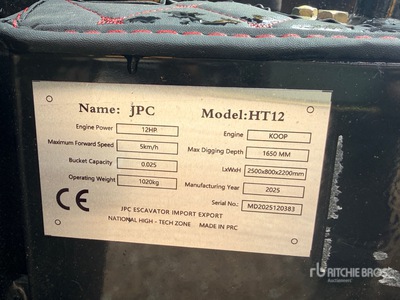 Name: JPC Model: HT12
Engine Power 12HP Engine KOOP
Maximum Forward Speed 5km/h Max Digging Depth 1650 MM
Bucket Capacity 0.025 LxWxH 2500x800x2200mm
Operating Weight 1020kg Manufacturing Year 2025
CE Serial No.: MD2025120383
JPC ESCAVATOR IMPORT EXPORT
NATIONAL HIGH - TECH ZONE MADE IN PRC
rb RITCHIE BROS
Auctioneers